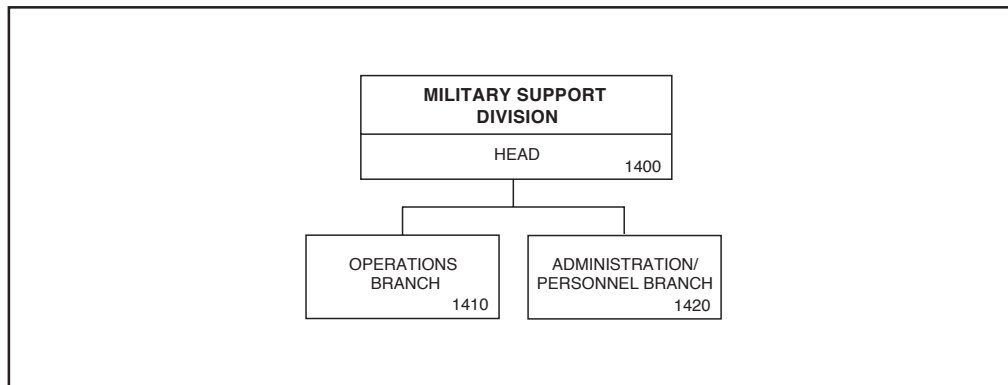 MILITARY SUPPORT
DIVISION
HEAD
1400
OPERATIONS
BRANCH
1410
ADMINISTRATION/
PERSONNEL BRANCH
1420